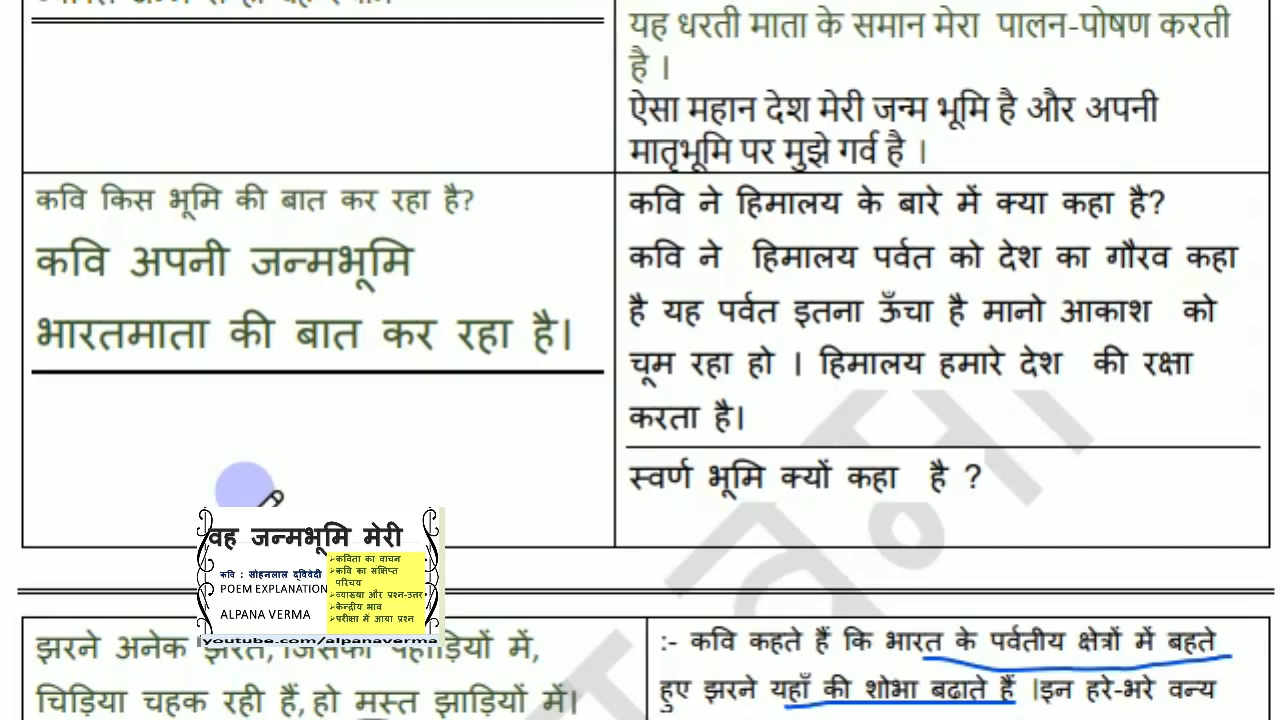 यह धरती माता के समान मेरा पालन-पोषण करती
है ।
ऐसा महान देश मेरी जन्म भूमि है और अपनी
मातृभूमि पर मुझे गर्व है ।
कवि किस भूमि की बात कर रहा है?
कवि अपनी जन्मभूमि
भारतमाता की बात कर रहा है।
कवि ने हिमालय के बारे में क्या कहा है?
कवि ने हिमालय पर्वत को देश का गौरव कहा
है यह पर्वत इतना ऊँचा है मानो आकाश को
चूम रहा हो । हिमालय हमारे देश की रक्षा
करता है।
स्वर्ण भूमि क्यों कहा है ?
वह जन्मभूमि मेरी
कवि : सोहनलाल द्विवेदी
POEM EXPLANATION
ALPANA VERMA
➢कविता का वाचन
➢कवि का संक्षिप्त
परिचय
➢व्याख्या और प्रश्न-उत्तर
➢केन्द्रीय भाव
➢परीक्षा में आया प्रश्न
youtube.com/alpanaverma
झरने अनेक झरते, जिसकी पहाड़ियों में,
चिड़िया चहक रही हैं, हो मस्त झाड़ियों में।
:- कवि कहते हैं कि भारत के पर्वतीय क्षेत्रों में बहते
हुए झरने यहाँ की शोभा बढ़ाते हैं ।इन हरे-भरे वन्य